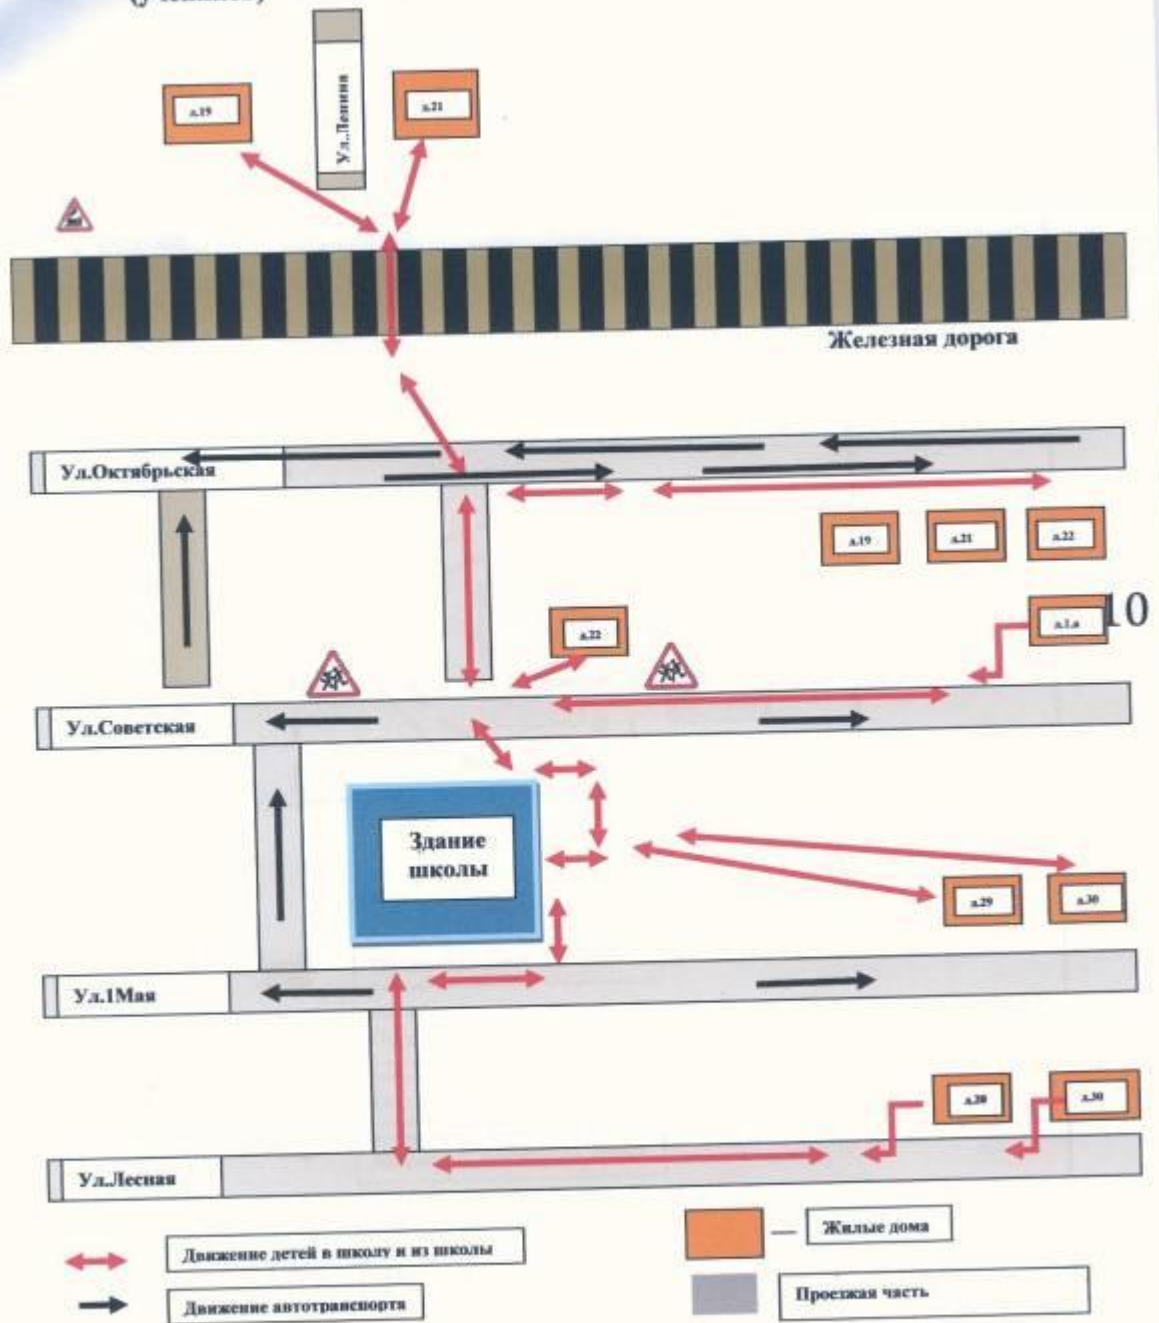 Ул.Ленина
д.19
д.21
Железная дорога
Ул.Октябрьская
д.19
д.21
д.22
д.1.а
10
д.22
Ул.Советская
Здание
школы
д.29
д.30
Ул.1Мая
д.30
Ул.Лесная
Движение детей в школу и из школы
— Жилые дома
Движение автотранспорта
Проезжая часть